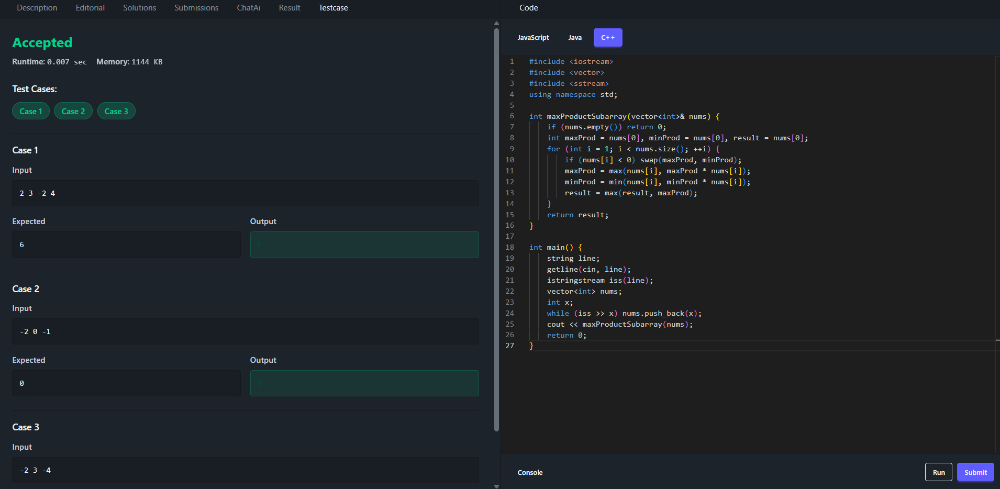 Description Editorial Solutions Submissions ChatAi Result Testcase
Accepted
Runtime: 0.007 sec Memory: 1144 KB
Test Cases:
Case 1 Case 2 Case 3
Case 1
Input
2 3 -2 4
Expected Output
6
Case 2
Input
-2 0 -1
Expected Output
0
Case 3
Input
-2 3 -4
Code
JavaScript Java C++
1 #include <iostream>
2 #include <vector>
3 #include <sstream>
4 using namespace std;
5
6 int maxProductSubarray(vector<int>& nums) {
7     if (nums.empty()) return 0;
8     int maxProd = nums[0], minProd = nums[0], result = nums[0];
9     for (int i = 1; i < nums.size(); ++i) {
10         if (nums[i] < 0) swap(maxProd, minProd);
11         maxProd = max(nums[i], maxProd * nums[i]);
12         minProd = min(nums[i], minProd * nums[i]);
13         result = max(result, maxProd);
14     }
15     return result;
16 }
17
18 int main() {
19     string line;
20     getline(cin, line);
21     istringstream iss(line);
22     vector<int> nums;
23     int x;
24     while (iss >> x) nums.push_back(x);
25     cout << maxProductSubarray(nums);
26     return 0;
27 }
Console Run Submit